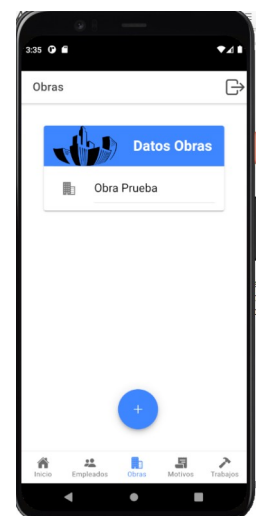 3:35
Obras
Datos Obras
Obra Prueba
+
Inicio Empleados Obras Motivos Trabajos